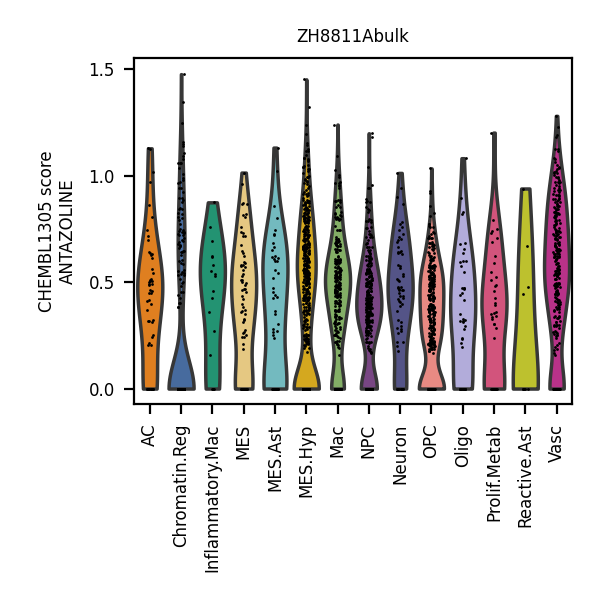 ZH8811Abulk
CHEMBL1305 score
ANTAZOLINE
1.5
1.0
0.5
0.0
AC
Chromatin.Reg
Inflammatory.Mac
MES
MES.Ast
MES.Hyp
Mac
NPC
Neuron
OPC
Oligo
Prolif.Metab
Reactive.Ast
Vasc